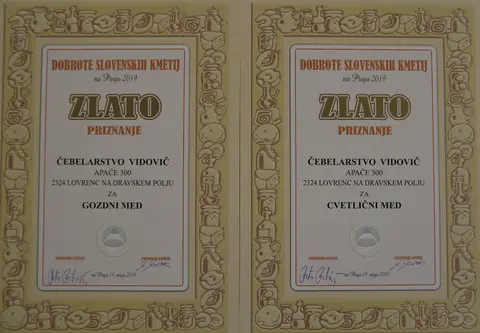 DOBROTE SLOVENSKIH KMETIJ
na Ptuju 2019
ZLATO
PRIZNANJE
ČEBELARSTVO VIDOVIČ
APAČE 300
2324 LOVRENC NA DRAVSKEM POLJU
ZA
GOZDNI MED
DOBROTE SLOVENSKIH KMETIJ
na Ptuju 2019
ZLATO
PRIZNANJE
ČEBELARSTVO VIDOVIČ
APAČE 300
2324 LOVRENC NA DRAVSKEM POLJU
ZA
CVETLIČNI MED